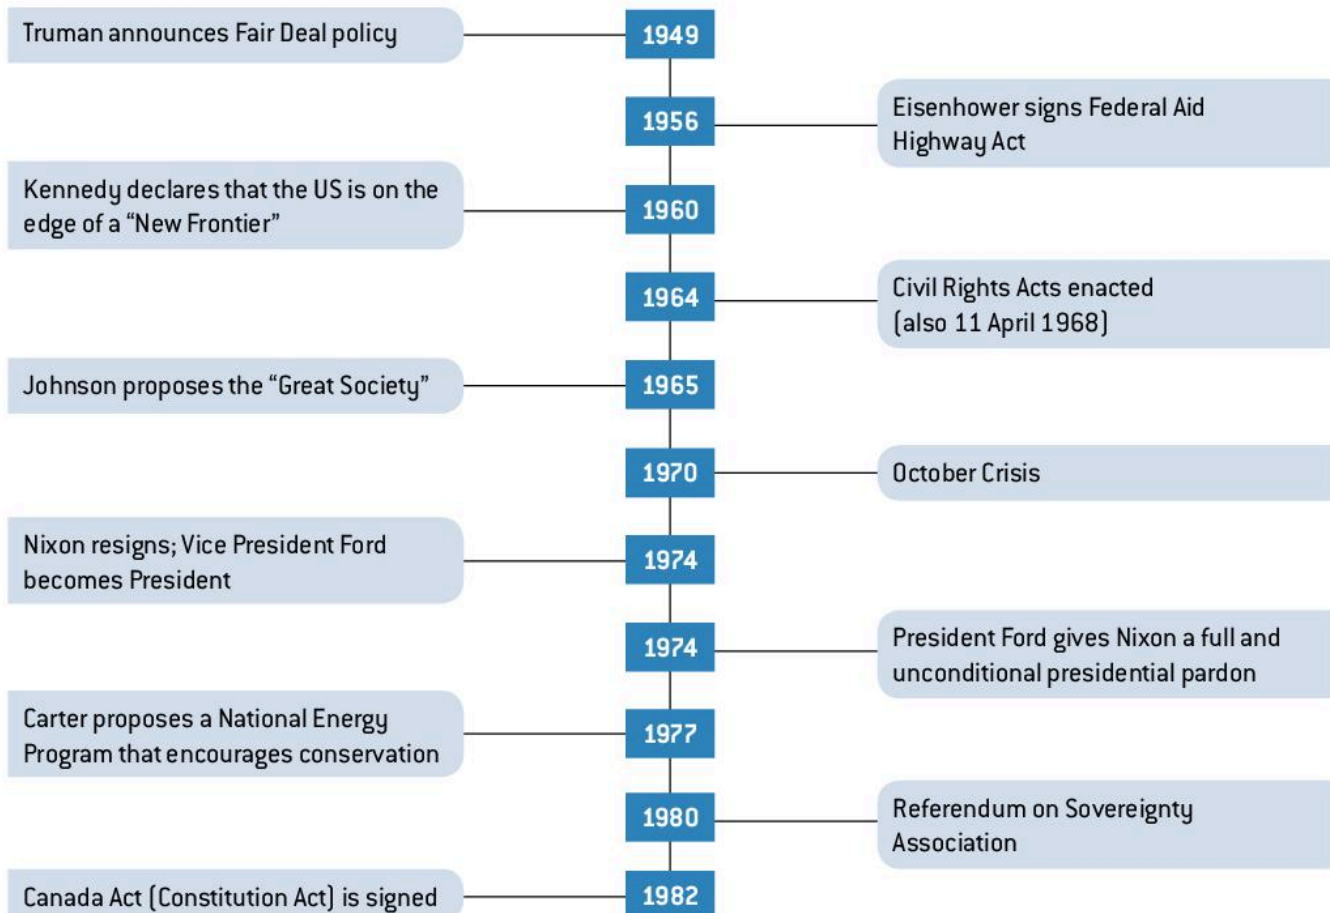 Truman announces Fair Deal policy
1949
1956
Eisenhower signs Federal Aid
Highway Act
Kennedy declares that the US is on the
edge of a “New Frontier”
1960
1964
Civil Rights Acts enacted
(also 11 April 1968)
Johnson proposes the “Great Society”
1965
1970
October Crisis
Nixon resigns; Vice President Ford
becomes President
1974
1974
President Ford gives Nixon a full and
unconditional presidential pardon
Carter proposes a National Energy
Program that encourages conservation
1977
1980
Referendum on Sovereignty
Association
Canada Act (Constitution Act) is signed
1982